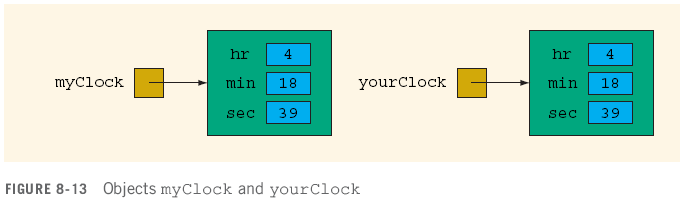 hr 4 hr 4
myClock min 18 yourClock min 18
sec 39 sec 39
FIGURE 8-13 Objects myClock and yourClock